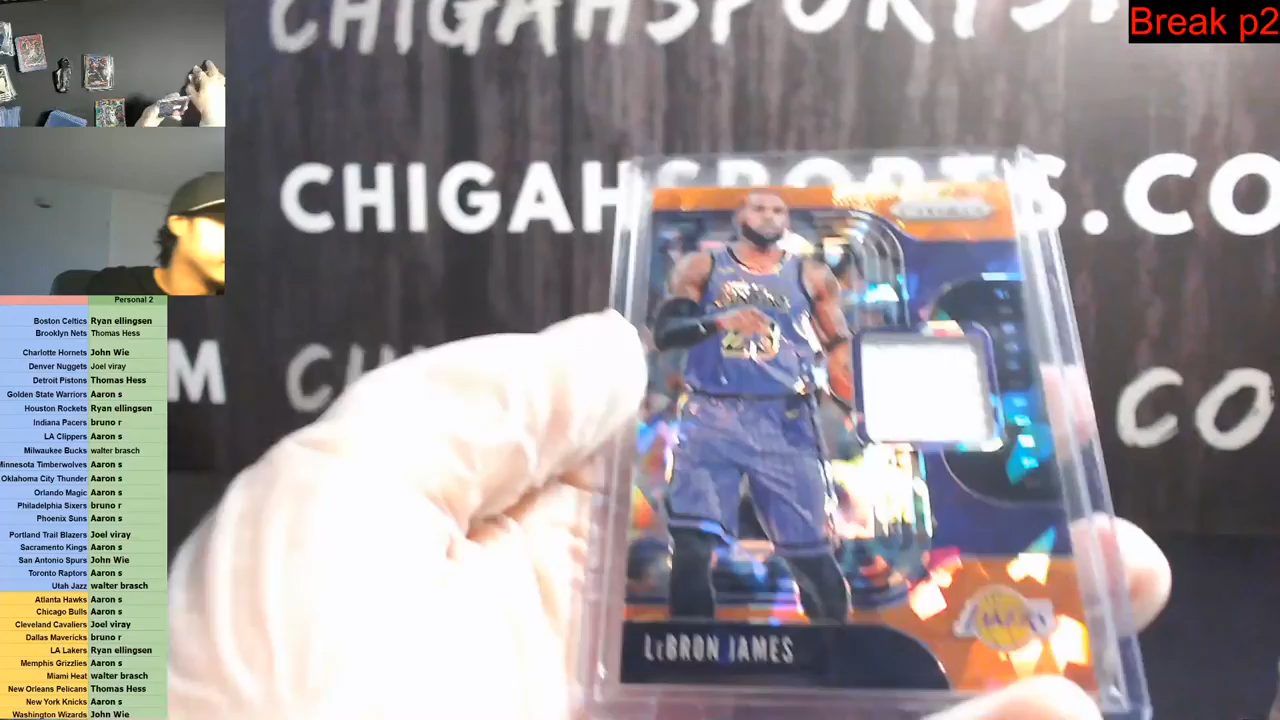 CHIGAHSPORTS
Break p2
CHIGAH
S.CO
M
CH
CO
PRIZM
LeBRON JAMES
LAKERS
23
Personal 2
Boston Celtics Ryan ellingsen
Brooklyn Nets Thomas Hess
Charlotte Hornets John Wie
Denver Nuggets Joel viray
Detroit Pistons Thomas Hess
Golden State Warriors Aaron s
Houston Rockets Ryan ellingsen
Indiana Pacers bruno r
LA Clippers Aaron s
Milwaukee Bucks walter brasch
Minnesota Timberwolves Aaron s
Oklahoma City Thunder Aaron s
Orlando Magic Aaron s
Philadelphia Sixers bruno r
Phoenix Suns Aaron s
Portland Trail Blazers Joel viray
Sacramento Kings Aaron s
San Antonio Spurs John Wie
Toronto Raptors Aaron s
Utah Jazz walter brasch
Atlanta Hawks Aaron s
Chicago Bulls Aaron s
Cleveland Cavaliers Joel viray
Dallas Mavericks bruno r
LA Lakers Ryan ellingsen
Memphis Grizzlies Aaron s
Miami Heat walter brasch
New Orleans Pelicans Thomas Hess
New York Knicks Aaron s
Washington Wizards John Wie